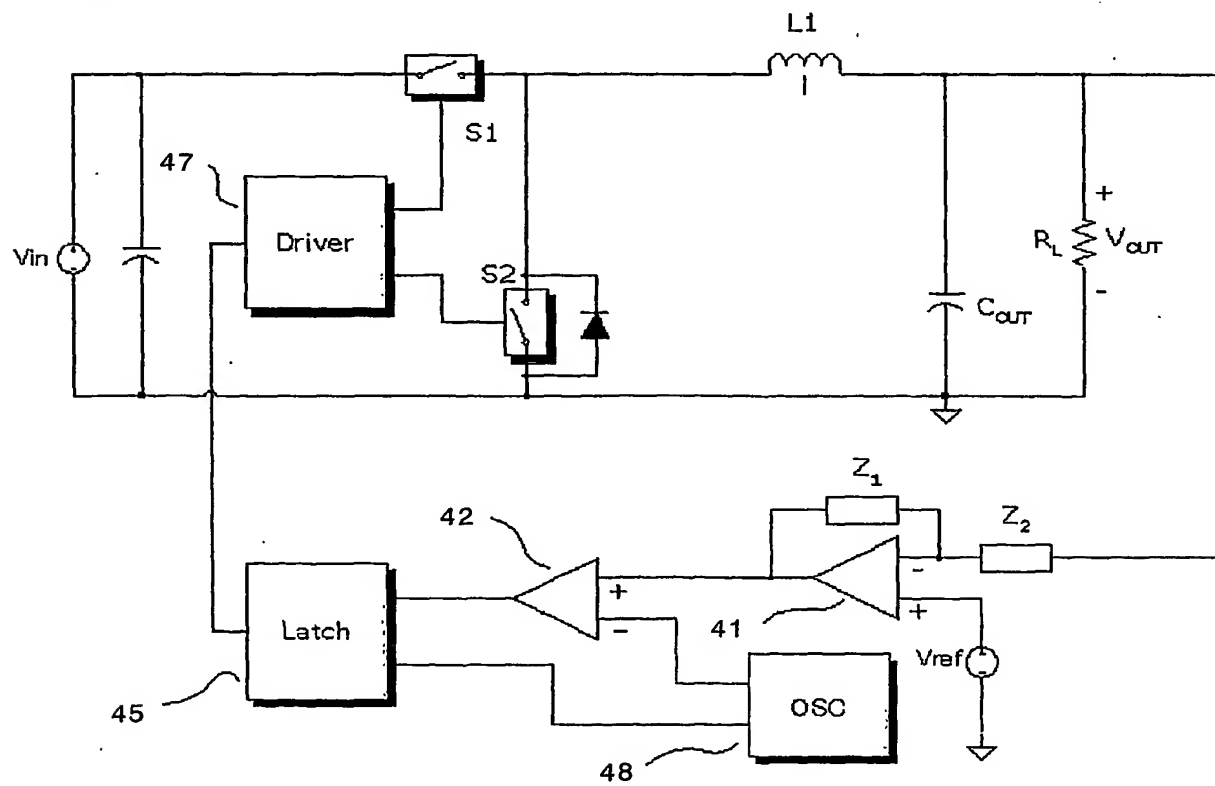 L1
S1
47
Driver
Vin
S2
+
R_L
V_OUT
-
C_OUT
Z_1
Z_2
42
+
-
41
-
+
Vref
Latch
OSC
45
48